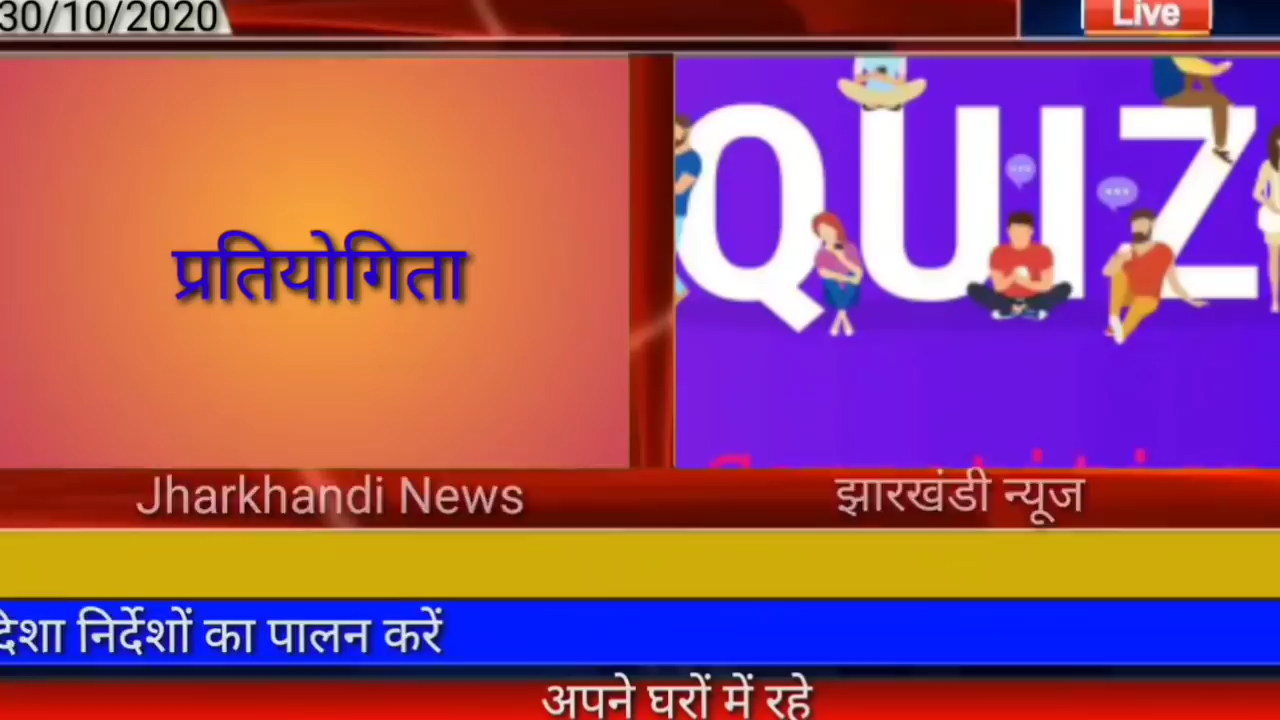 30/10/2020
Live
प्रतियोगिता
QUIZ
Jharkhandi News
झारखंडी न्यूज
दिशा निर्देशों का पालन करें
अपने घरों में रहे